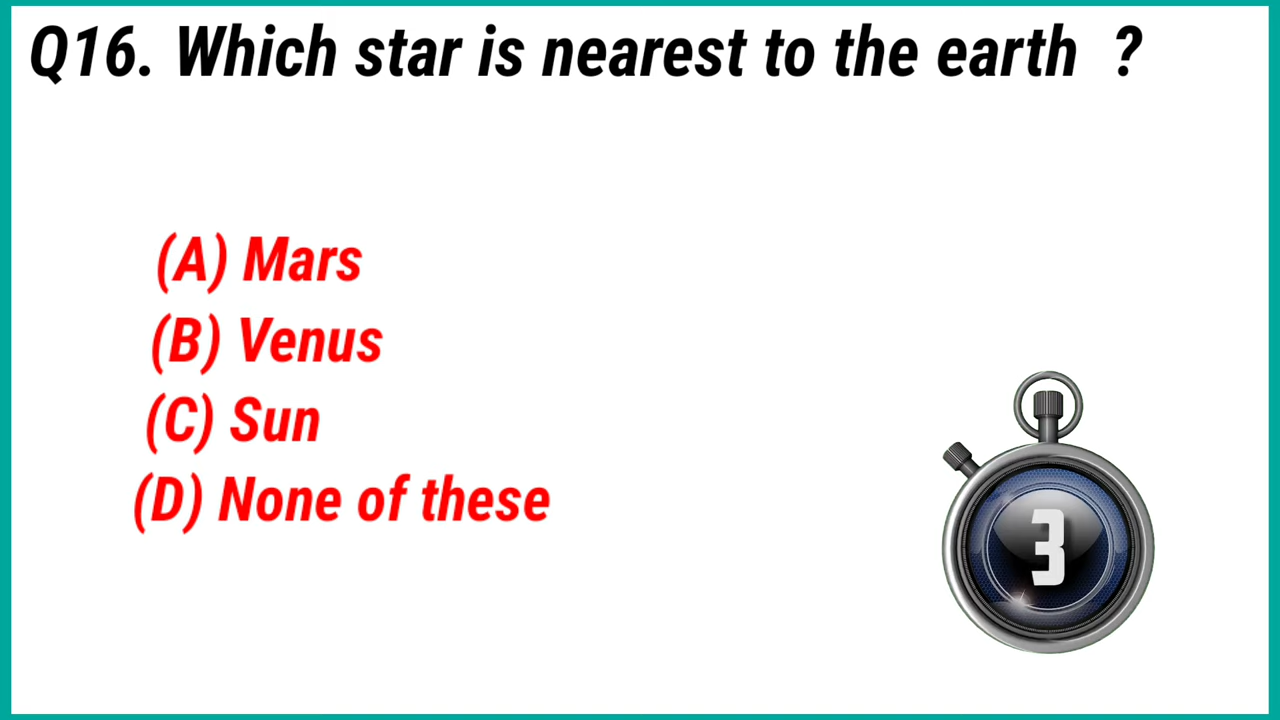 Q16. Which star is nearest to the earth ?
(A) Mars
(B) Venus
(C) Sun
(D) None of these
3